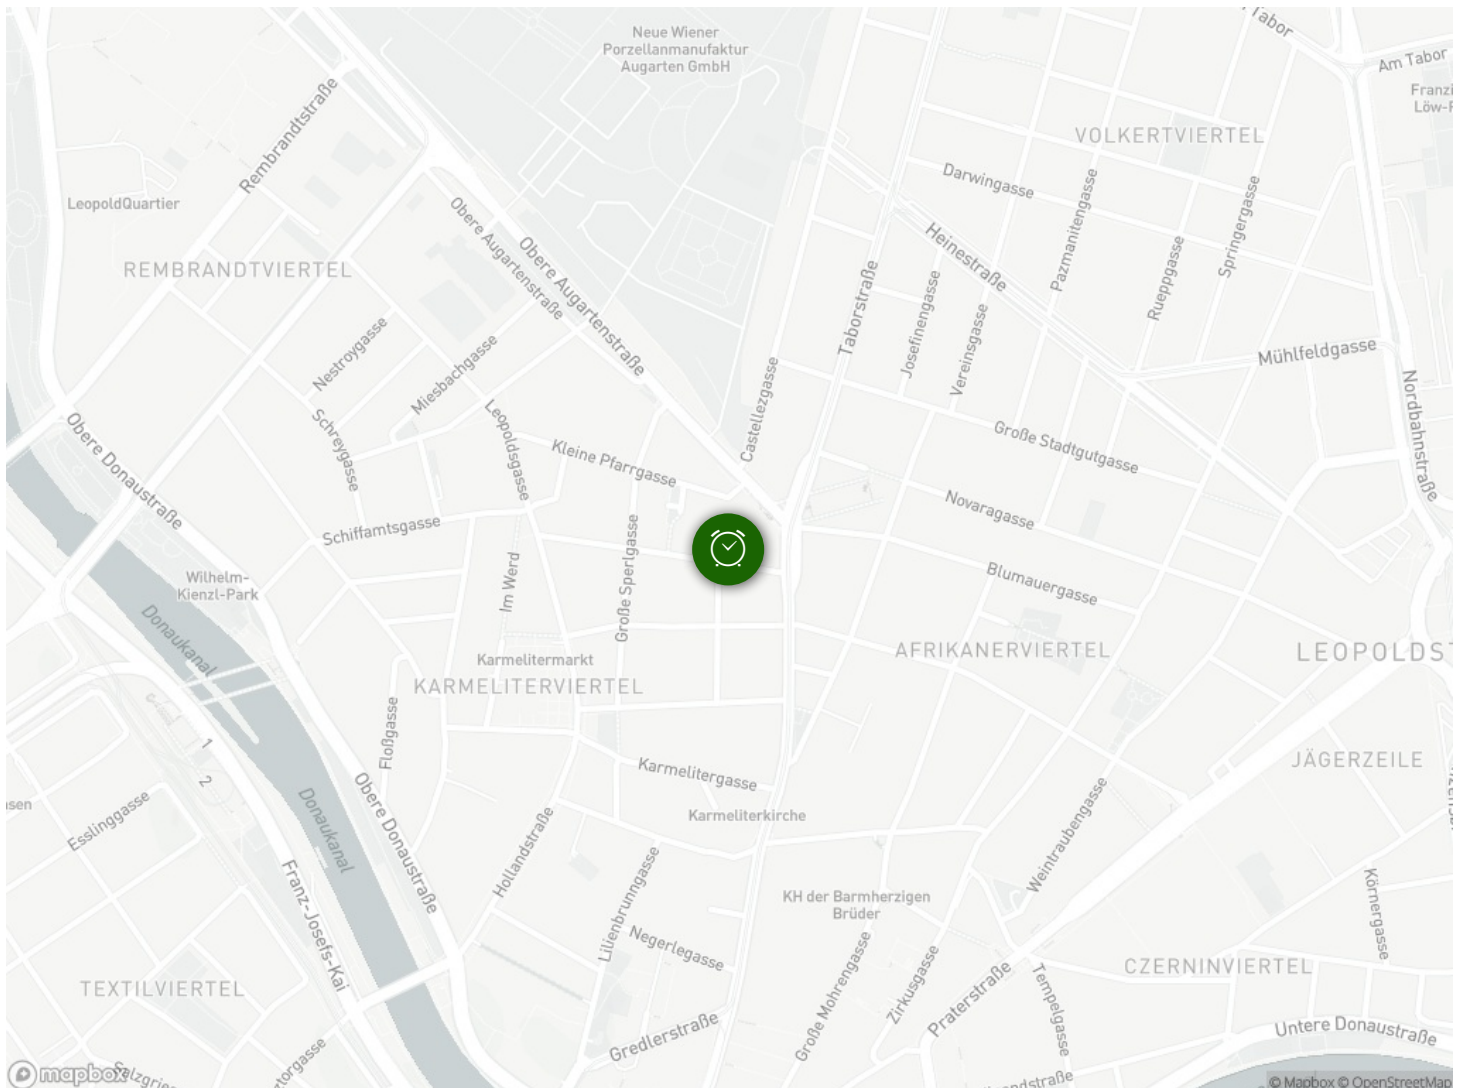 Neue Wiener
Porzellanmanufaktur
Augarten GmbH
Tabor
Am Tabor
VOLKERTVIERTEL
Rembrandtstraße
LeopoldQuartier
Darwingasse
Pazmanitengasse
Springergasse
Obere Augartenstraße
Obere Augartenstraße
Heinestraße
REMBRANDTVIERTEL
Taborstraße
Josefinengasse
Rueppgasse
Vereinsgasse
Nestroygasse
Miesbachgasse
Mühlfeldgasse
Castellezgasse
Nordbahnstraße
Leopoldsgasse
Schreygasse
Obere Donaustraße
Kleine Pfarrgasse
Große Stadtgutgasse
Novaragasse
Schiffamtsgasse
Große Sperlgasse
Im Werd
Blumauergasse
Wilhelm-
Kienzl-Park
Donaukanal
AFRIKANERVIERTEL
LEOPOLDST
Karmelitermarkt
KARMELITERVIERTEL
Floßgasse
1
2
Karmelitergasse
JÄGERZEILE
Karmeliterkirche
Esslinggasse
Donaukanal
Obere Donaustraße
Hollandstraße
Weintraubengasse
Franz-Josefs-Kai
Lilienbrunngasse
KH der Barmherzigen
Brüder
Körnergasse
Negerlegasse
Große Mohrengasse
Zirkusgasse
CZERNINVIERTEL
TEXTILVIERTEL
Praterstraße
Tempelgasse
Gredlerstraße
Untere Donaustraße
mapbox
© Mapbox © OpenStreetMap